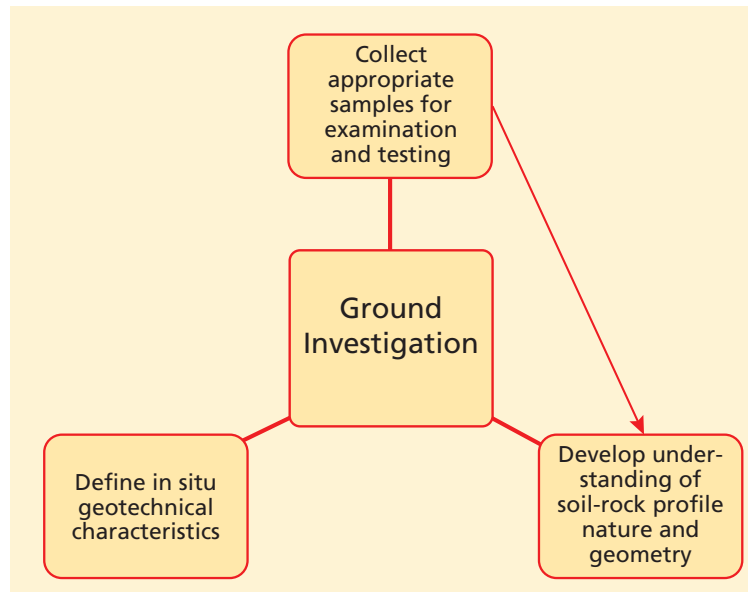 Collect
appropriate
samples for
examination
and testing
Ground
Investigation
Define in situ
geotechnical
characteristics
Develop under-
standing of
soil-rock profile
nature and
geometry